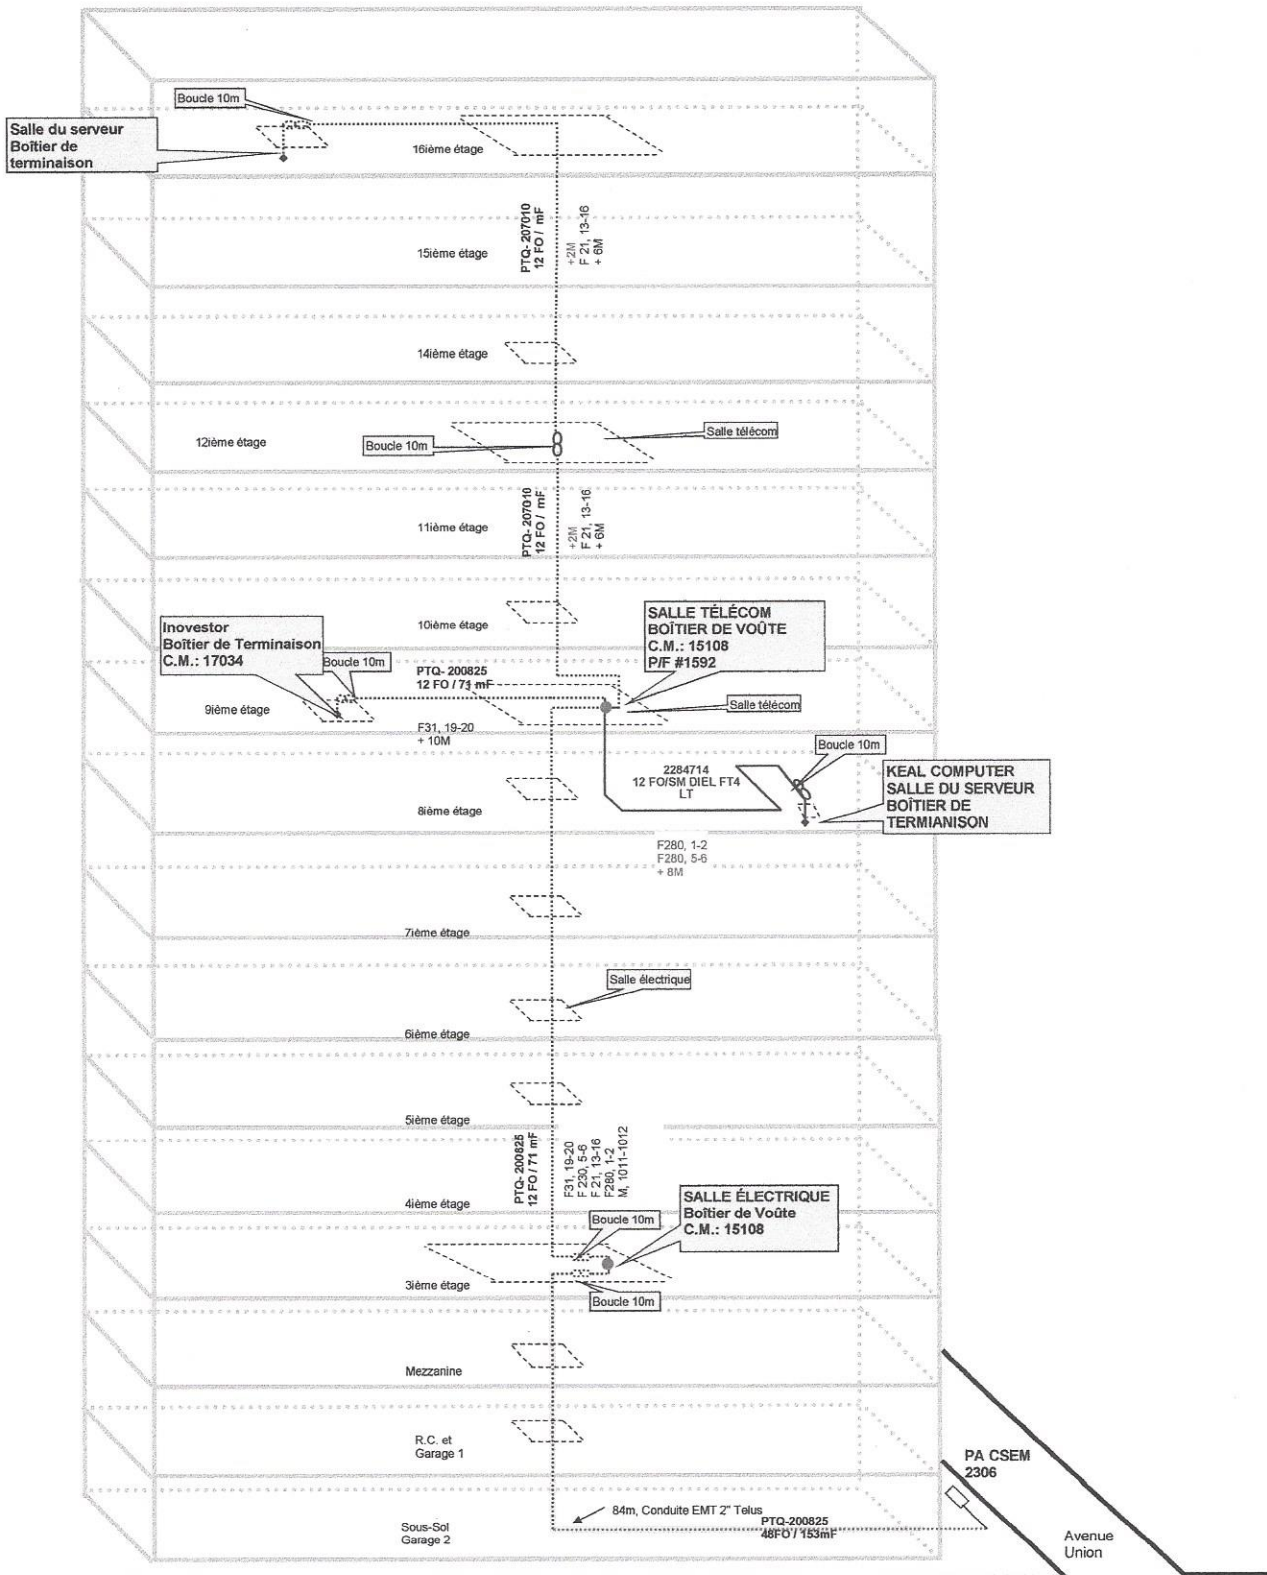 Boucle 10m
Salle du serveur
Boîtier de
terminaison
16ième étage
PTQ- 207010
12 FO / mF
+2M
F 21, 13-16
+ 6M
15ième étage
14ième étage
12ième étage
Boucle 10m
Salle télécom
PTQ- 207010
12 FO / mF
+2M
F 21, 13-16
+ 6M
11ième étage
10ième étage
SALLE TÉLÉCOM
BOÎTIER DE VOÛTE
C.M.: 15108
P/F #1592
Inovestor
Boîtier de Terminaison
C.M.: 17034
Boucle 10m
PTQ- 200825
12 FO / 71 mF
9ième étage
Salle télécom
F31, 19-20
+ 10M
Boucle 10m
2284714
12 FO/SM DIEL FT4
LT
KEAL COMPUTER
SALLE DU SERVEUR
BOÎTIER DE
TERMIANISON
8ième étage
F280, 1-2
F280, 5-6
+ 8M
7ième étage
Salle électrique
6ième étage
5ième étage
PTQ- 200825
12 FO / 71 mF
F31, 19-20
F 230, 5-6
F 21, 13-16
F280, 1-2
M, 1011-1012
4ième étage
SALLE ÉLECTRIQUE
Boîtier de Voûte
C.M.: 15108
Boucle 10m
3ième étage
Boucle 10m
Mezzanine
R.C. et
Garage 1
PA CSEM
2306
84m, Conduite EMT 2" Telus
PTQ-200825
48FO / 153mF
Sous-Sol
Garage 2
Avenue
Union